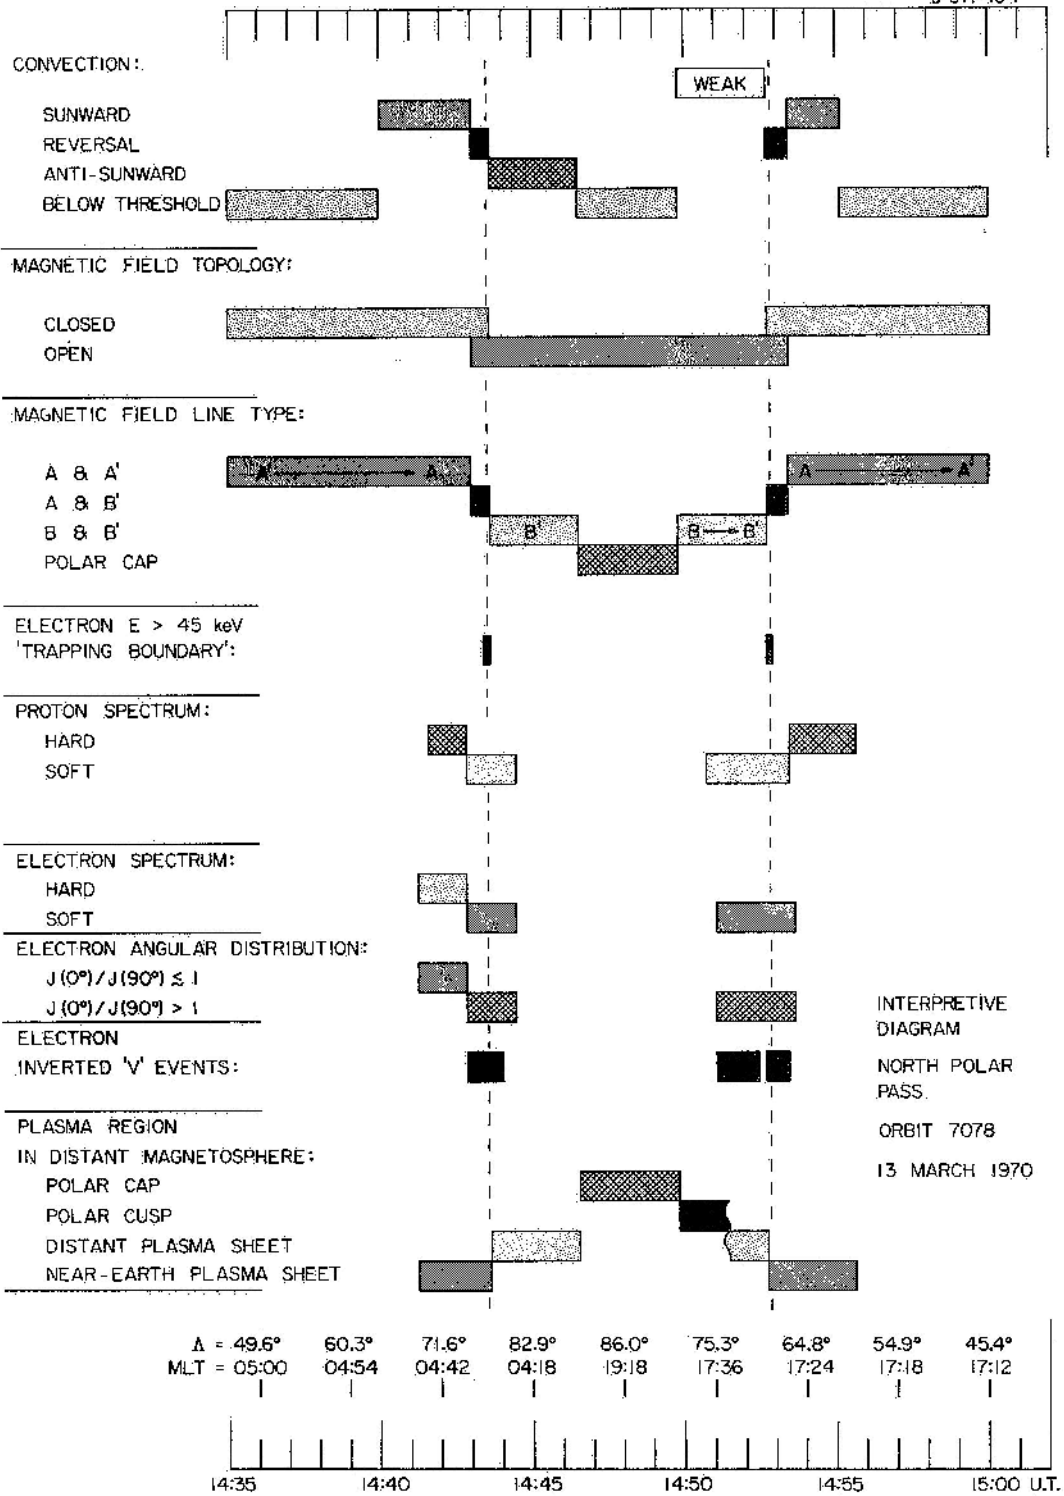 CONVECTION:
WEAK
SUNWARD
REVERSAL
ANTI-SUNWARD
BELOW THRESHOLD
MAGNETIC FIELD TOPOLOGY:
CLOSED
OPEN
MAGNETIC FIELD LINE TYPE:
A & A' A' A A A'
A & B'
B & B' B' B B'
POLAR CAP
ELECTRON E > 45 keV
'TRAPPING BOUNDARY':
PROTON SPECTRUM:
HARD
SOFT
ELECTRON SPECTRUM:
HARD
SOFT
ELECTRON ANGULAR DISTRIBUTION:
J(0°)/J(90°) ≤ 1
J(0°)/J(90°) > 1
ELECTRON
INVERTED 'V' EVENTS:
INTERPRETIVE
DIAGRAM
NORTH POLAR
PASS
ORBIT 7078
13 MARCH 1970
PLASMA REGION
IN DISTANT MAGNETOSPHERE:
POLAR CAP
POLAR CUSP
DISTANT PLASMA SHEET
NEAR-EARTH PLASMA SHEET
Λ = 49.6° 60.3° 71.6° 82.9° 86.0° 75.3° 64.8° 54.9° 45.4°
MLT = 05:00 04:54 04:42 04:18 19:18 17:36 17:24 17:18 17:12
14:35 14:40 14:45 14:50 14:55 15:00 U.T.